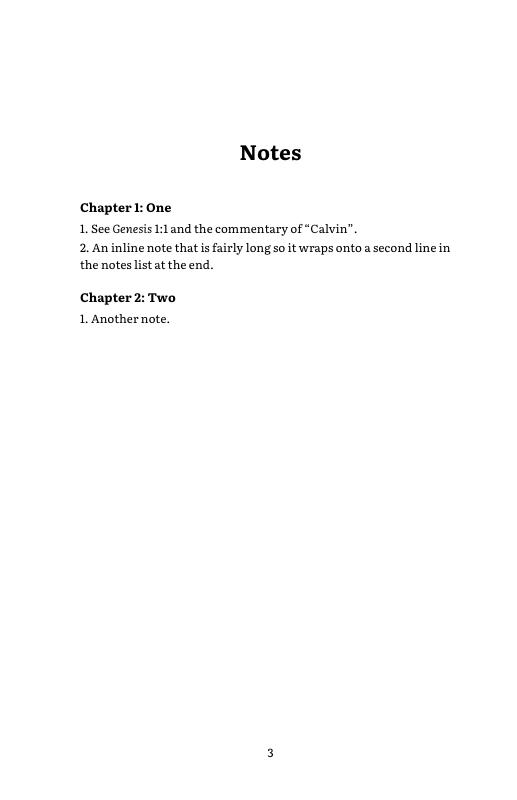 Notes
Chapter 1: One
1. See Genesis 1:1 and the commentary of “Calvin”.
2. An inline note that is fairly long so it wraps onto a second line in
the notes list at the end.
Chapter 2: Two
1. Another note.
3